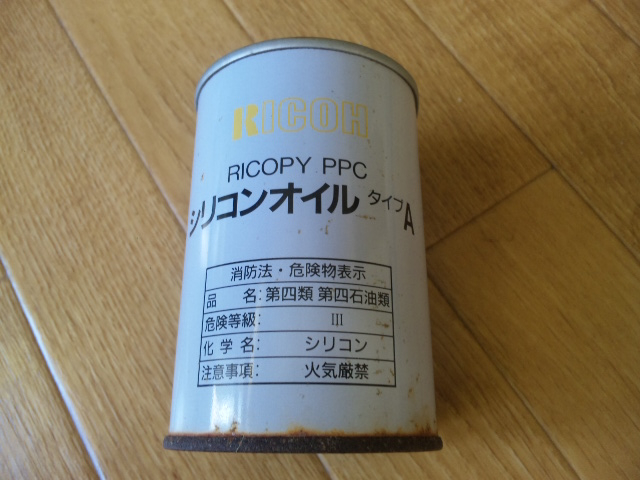 RICOH
RICOPY PPC
シリコンオイル タイプA
消防法・危険物表示
品 名: 第四類 第四石油類
危険等級: III
化学名: シリコン
注意事項: 火気厳禁